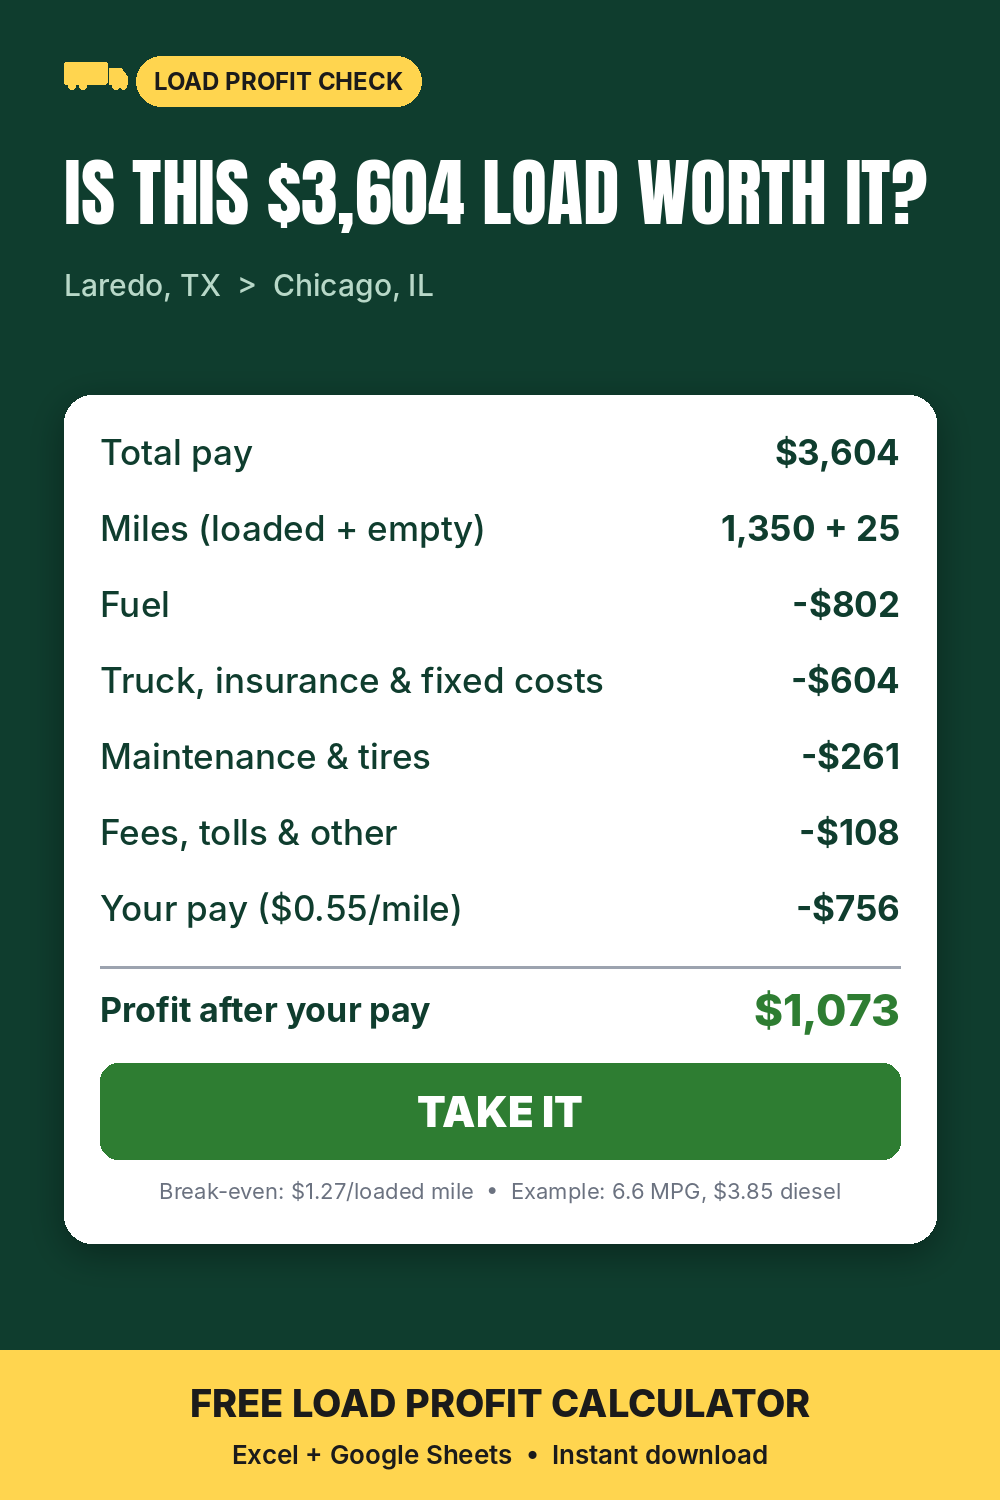 LOAD PROFIT CHECK
IS THIS $3,604 LOAD WORTH IT?
Laredo, TX > Chicago, IL
Total pay $3,604
Miles (loaded + empty) 1,350 + 25
Fuel -$802
Truck, insurance & fixed costs -$604
Maintenance & tires -$261
Fees, tolls & other -$108
Your pay ($0.55/mile) -$756
Profit after your pay $1,073
TAKE IT
Break-even: $1.27/loaded mile • Example: 6.6 MPG, $3.85 diesel
FREE LOAD PROFIT CALCULATOR
Excel + Google Sheets • Instant download